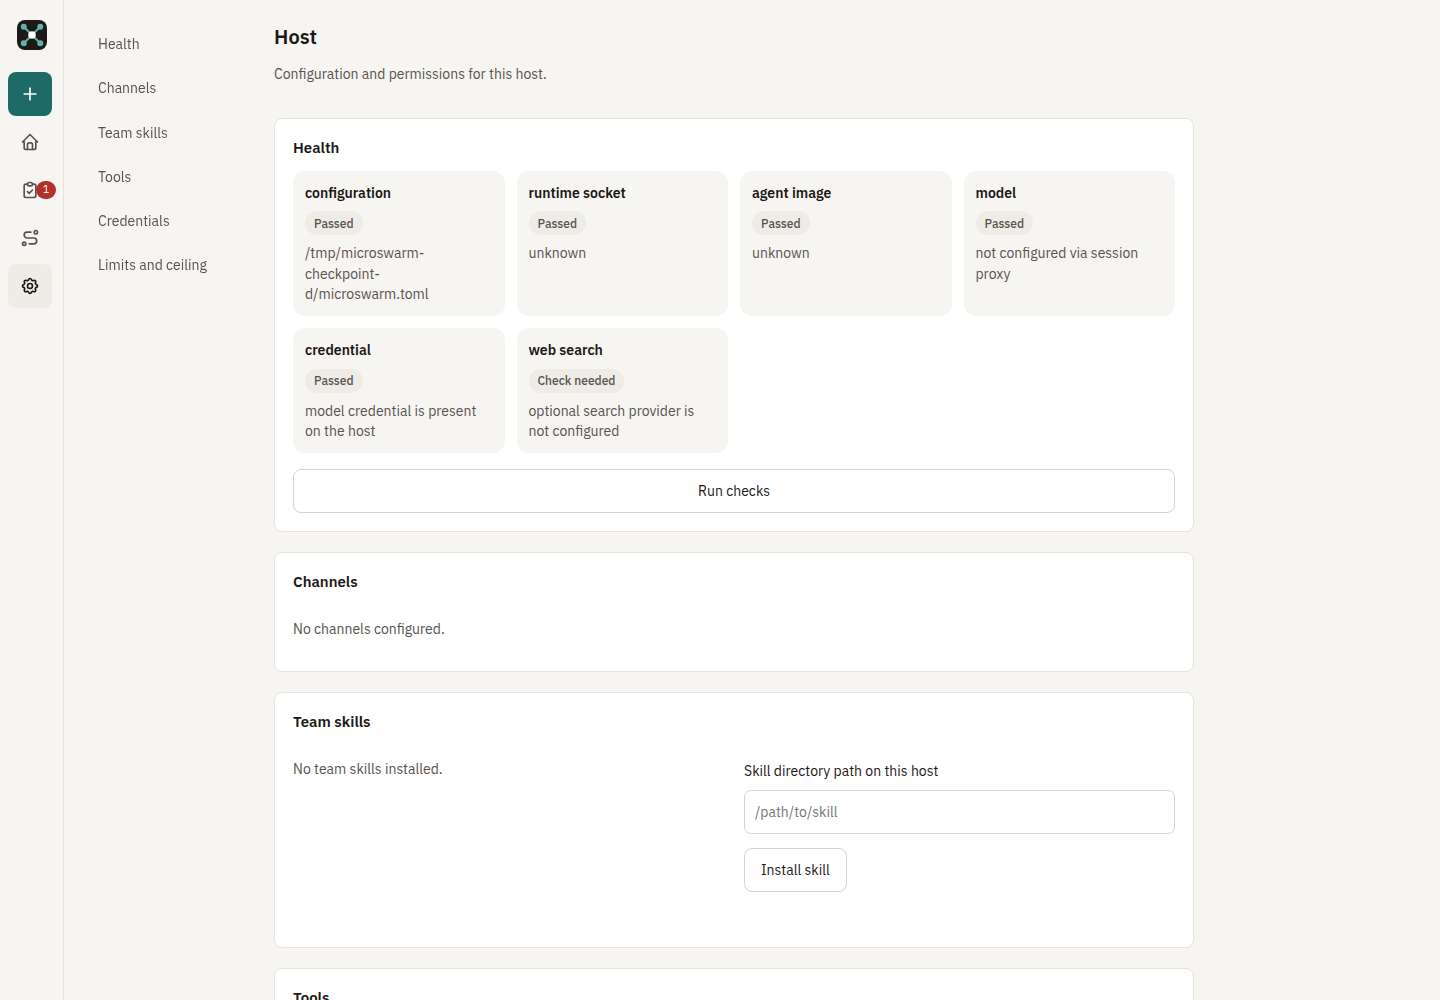 Health
Channels
Team skills
Tools
Credentials
Limits and ceiling
1
Host
Configuration and permissions for this host.
Health
configuration
Passed
/tmp/microswarm-
checkpoint-
d/microswarm.toml
runtime socket
Passed
unknown
agent image
Passed
unknown
model
Passed
not configured via session
proxy
credential
Passed
model credential is present
on the host
web search
Check needed
optional search provider is
not configured
Run checks
Channels
No channels configured.
Team skills
No team skills installed.
Skill directory path on this host
/path/to/skill
Install skill
Tools